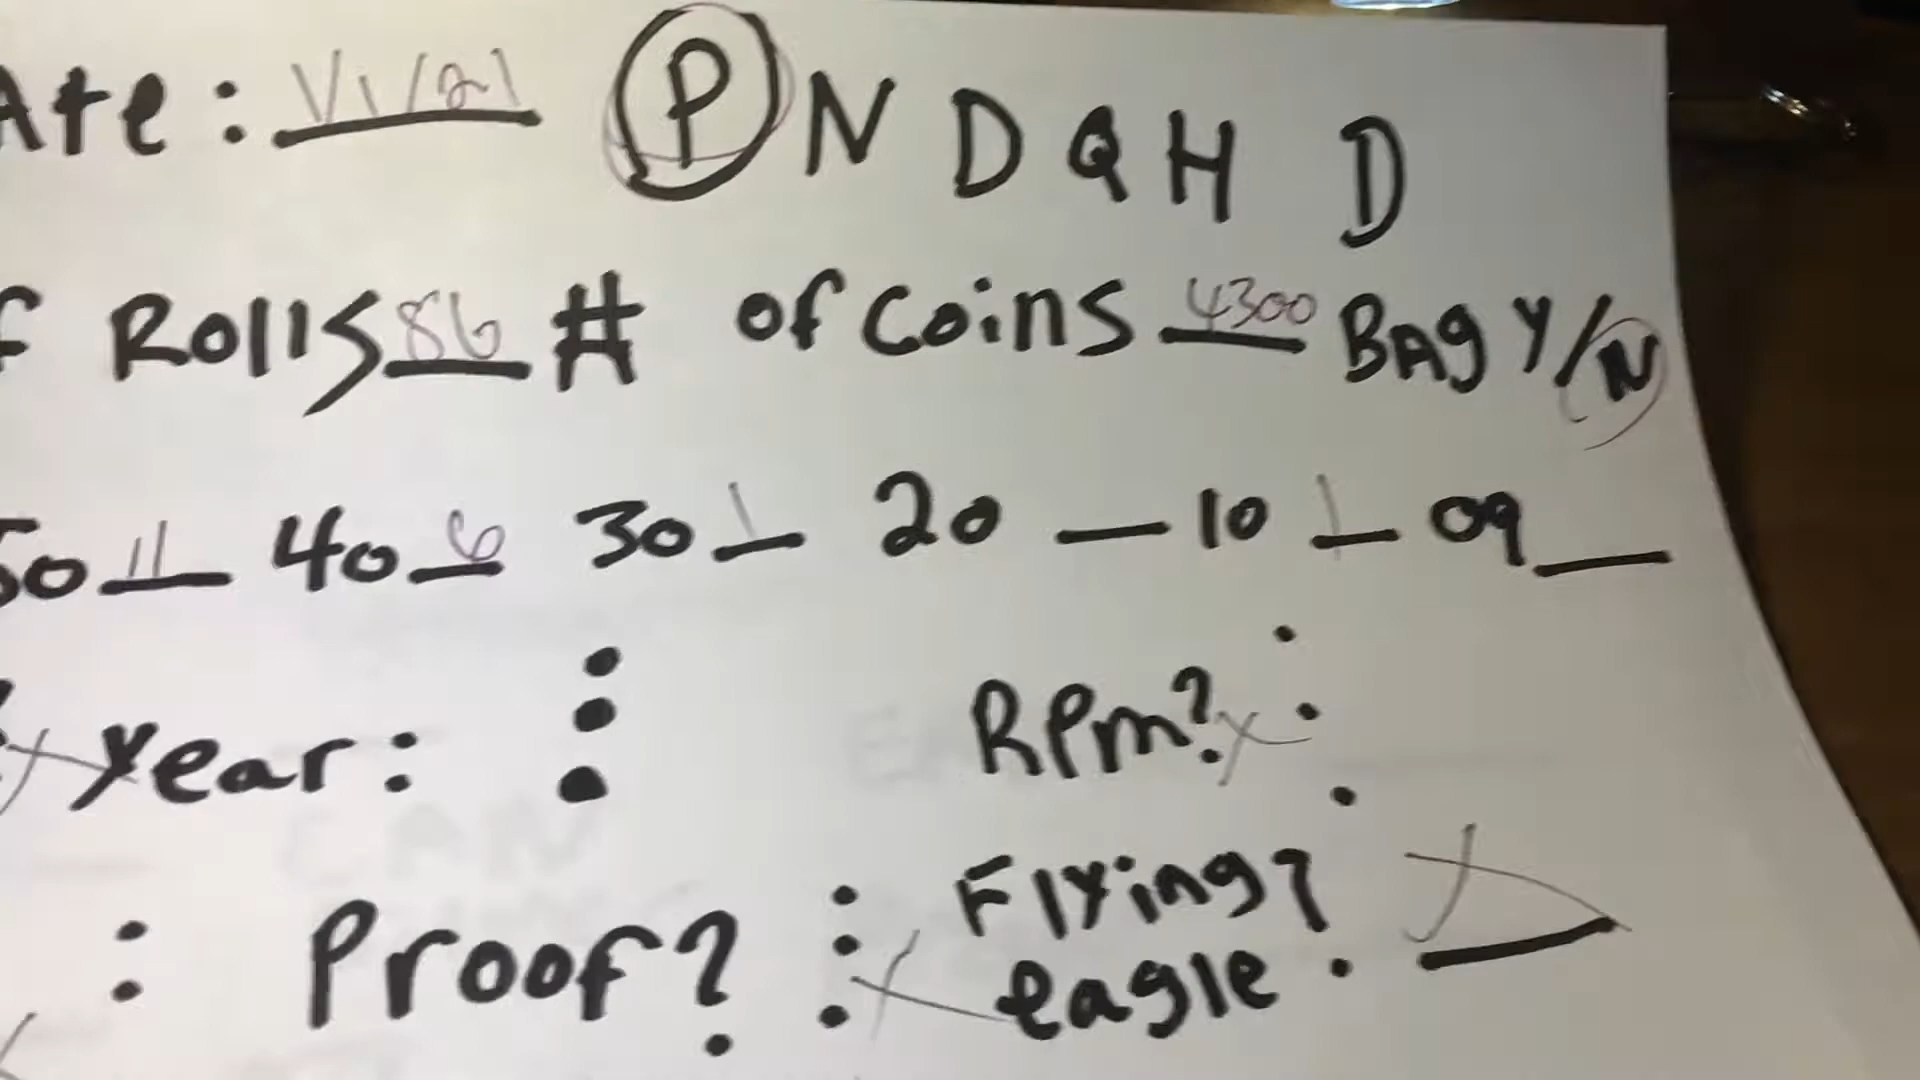 Ate: 1/1/21 P N D Q H D
f Rolls 86 # of coins 4300 BAg Y/N
50 11 40 6 30 1 20 10 1 09
x year: RPm? x
Proof? x Flying?
eagle.